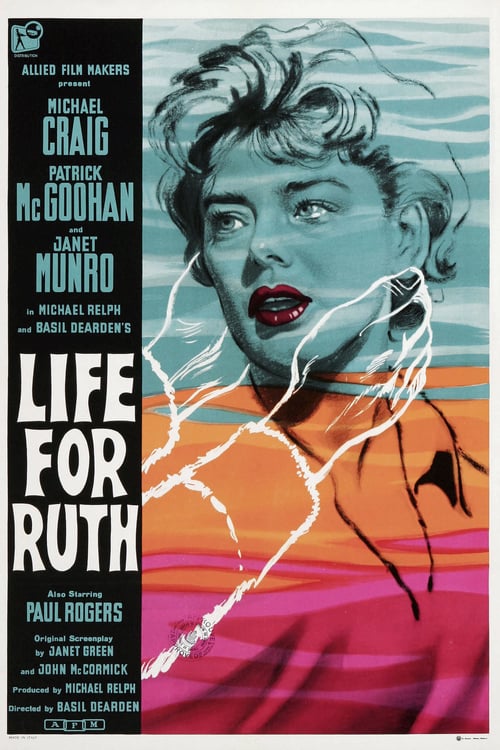 DISTRIBUTION
ALLIED FILM MAKERS
present
MICHAEL
CRAIG
PATRICK
McGOOHAN
and
JANET
MUNRO
in MICHAEL RELPH
and BASIL DEARDEN'S
LIFE
FOR
RUTH
Also Starring
PAUL ROGERS
Original Screenplay
by JANET GREEN
and JOHN McCORMICK
Produced by MICHAEL RELPH
Directed by BASIL DEARDEN
A F M
MADE IN ITALY